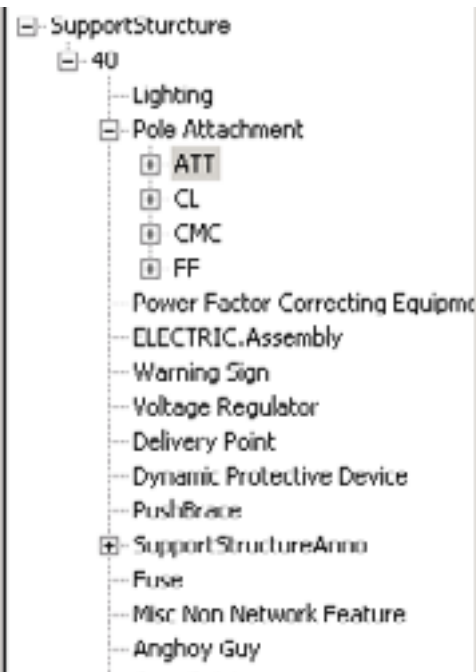 SupportSturcture
40
Lighting
Pole Attachment
ATT
CL
CMC
FF
Power Factor Correcting Equipme
ELECTRIC.Assembly
Warning Sign
Voltage Regulator
Delivery Point
Dynamic Protective Device
PushBrace
SupportStructureAnno
Fuse
Misc Non Network Feature
Anghoy Guy